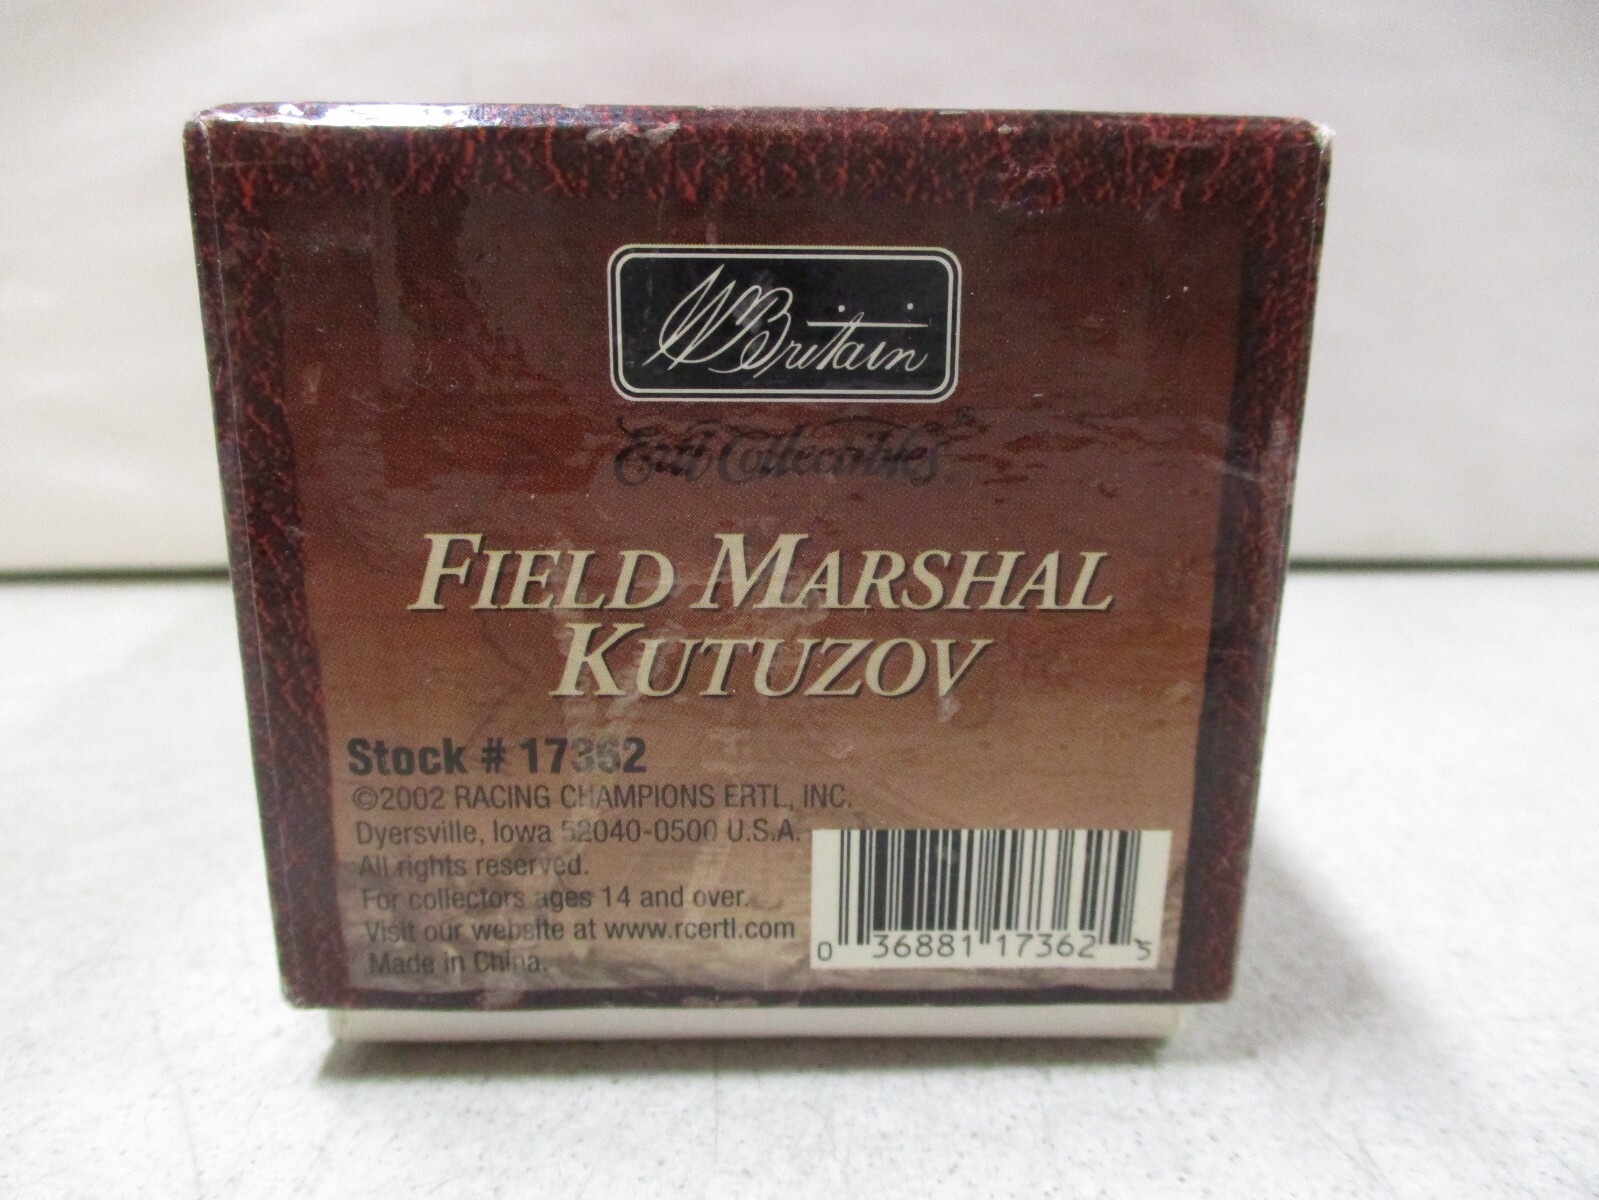 WM Britain
Ertl Collectibles®
FIELD MARSHAL
KUTUZOV
Stock # 17362
©2002 RACING CHAMPIONS ERTL, INC.
Dyersville, Iowa 52040-0500 U.S.A.
All rights reserved.
For collectors ages 14 and over.
Visit our website at www.rcertl.com
Made in China.
0 36881 17362 5